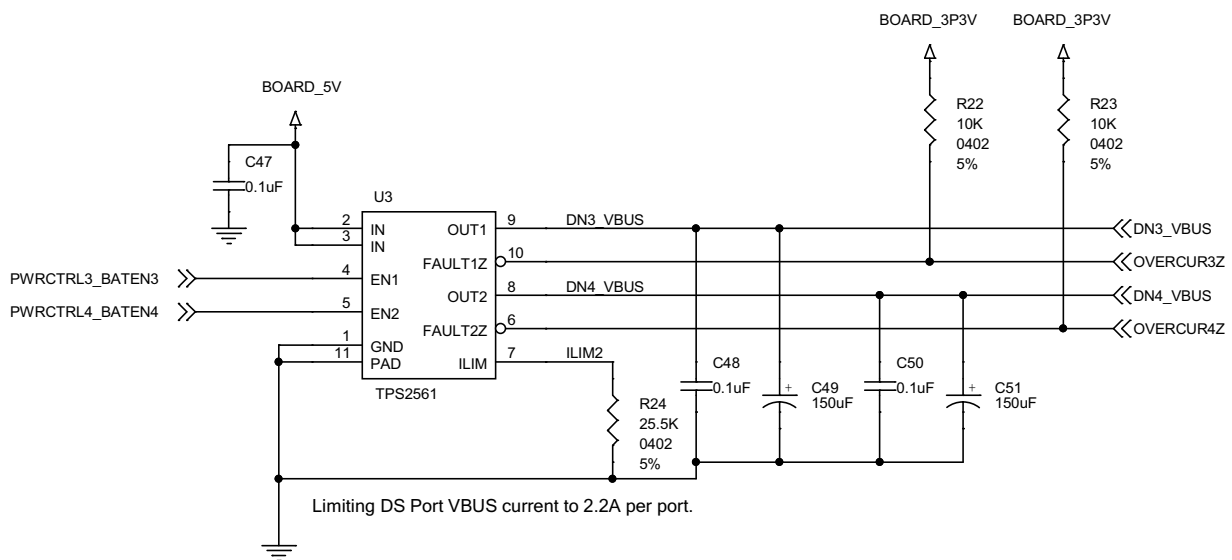 BOARD_3P3V BOARD_3P3V
BOARD_5V
R22
10K
0402
5%
R23
10K
0402
5%
C47
0.1uF
U3
2 IN
3 IN
4 EN1
5 EN2
1 GND
11 PAD
OUT1 9 DN3_VBUS
FAULT1Z 10
OUT2 8 DN4_VBUS
FAULT2Z 6
ILIM 7 ILIM2
TPS2561
PWRCTRL3_BATEN3
PWRCTRL4_BATEN4
DN3_VBUS
OVERCUR3Z
DN4_VBUS
OVERCUR4Z
C48
0.1uF
+
C49
150uF
C50
0.1uF
+
C51
150uF
R24
25.5K
0402
5%
Limiting DS Port VBUS current to 2.2A per port.